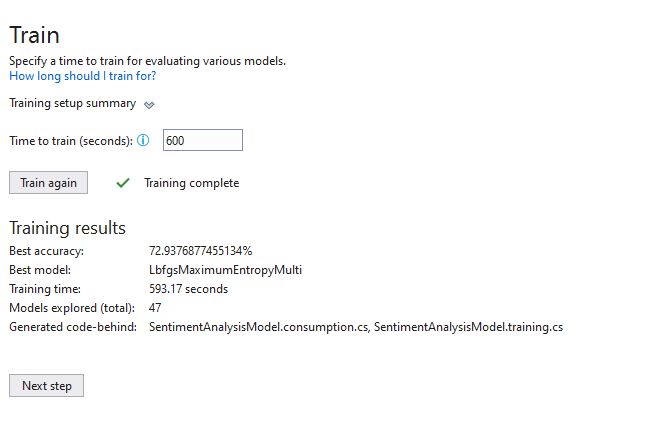 Train
Specify a time to train for evaluating various models.
How long should I train for?
Training setup summary
Time to train (seconds): 600
Train again Training complete
Training results
Best accuracy: 72.9376877455134%
Best model: LbfgsMaximumEntropyMulti
Training time: 593.17 seconds
Models explored (total): 47
Generated code-behind: SentimentAnalysisModel.consumption.cs, SentimentAnalysisModel.training.cs
Next step